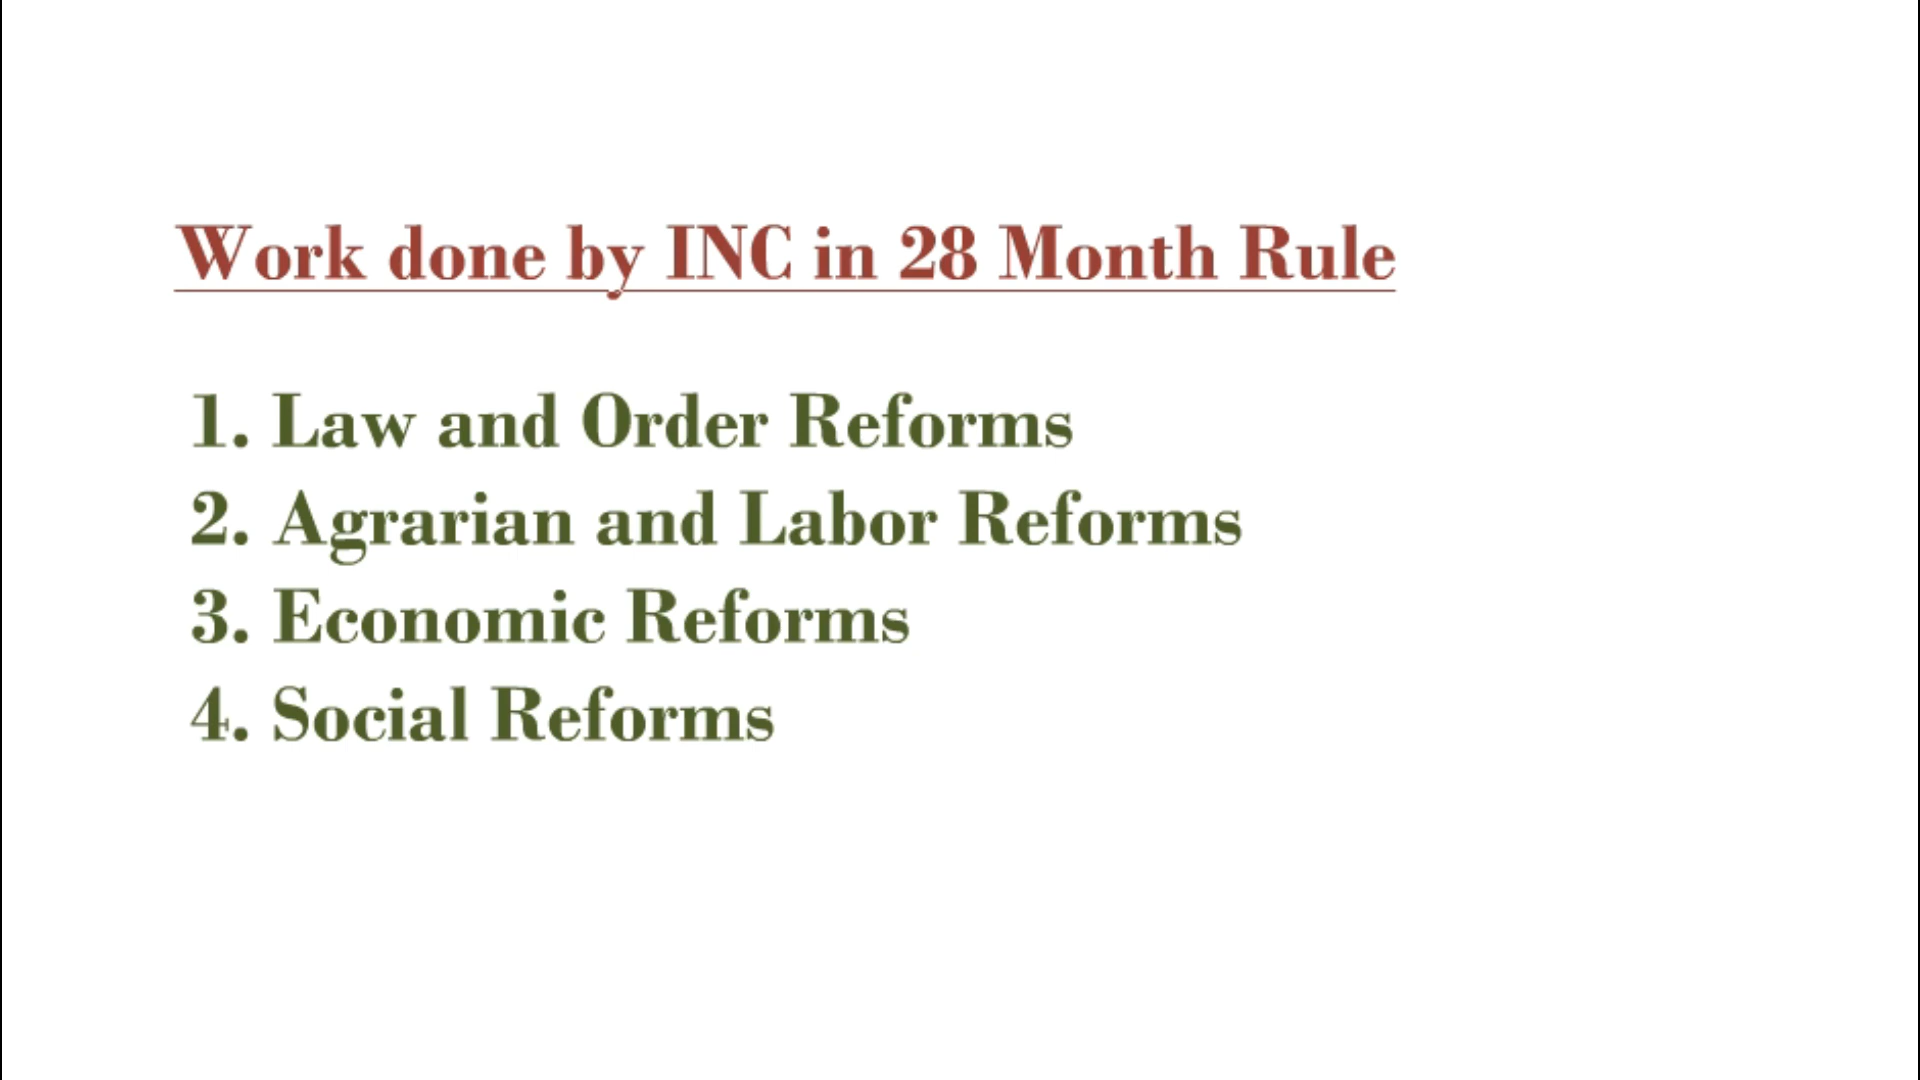 Work done by INC in 28 Month Rule
1. Law and Order Reforms
2. Agrarian and Labor Reforms
3. Economic Reforms
4. Social Reforms